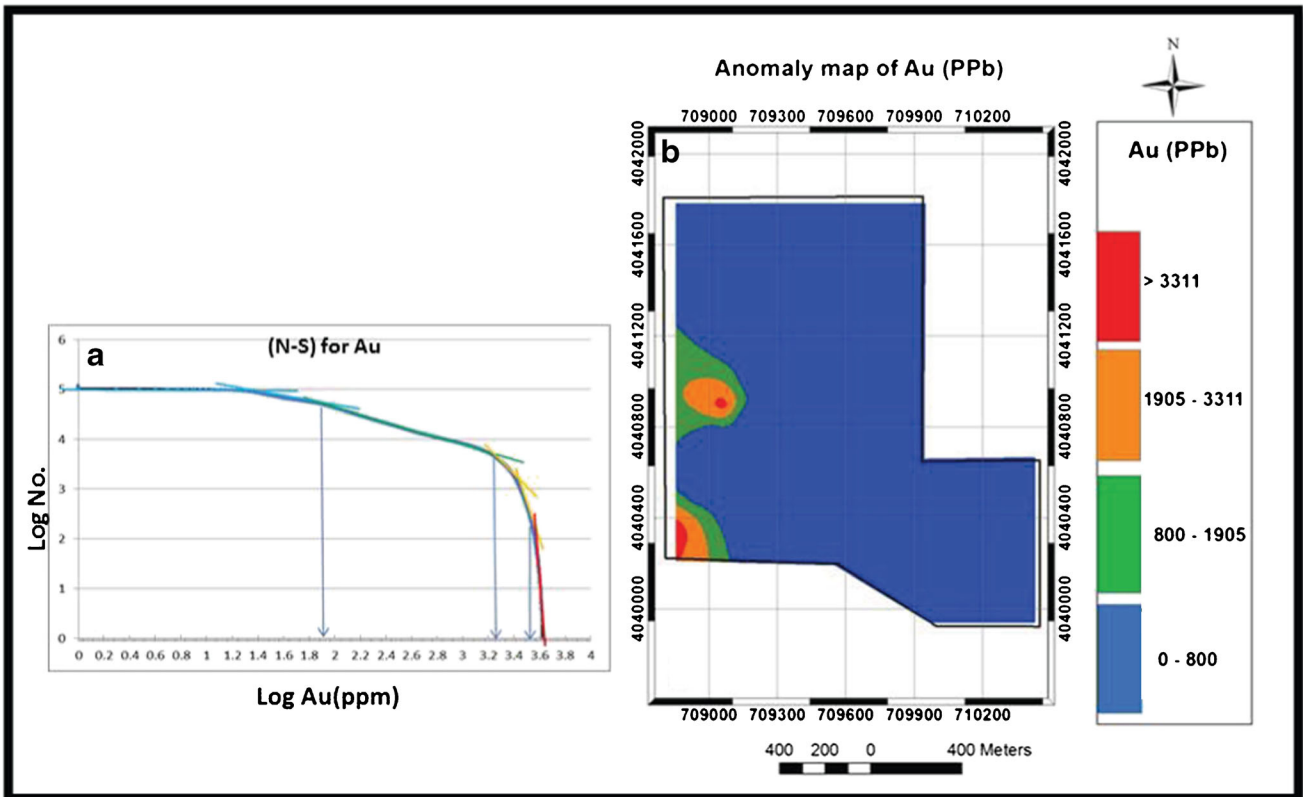 a
(N-S) for Au
6
5
4
3
2
1
0
Log No.
0 0.2 0.4 0.6 0.8 1 1.2 1.4 1.6 1.8 2 2.2 2.4 2.6 2.8 3 3.2 3.4 3.6 3.8 4
Log Au(ppm)
Anomaly map of Au (PPb)
709000 709300 709600 709900 710200
b
4042000
4041600
4041200
4040800
4040400
4040000
4042000
4041600
4041200
4040800
4040400
4040000
709000 709300 709600 709900 710200
400 200 0 400 Meters
N
Au (PPb)
> 3311
1905 - 3311
800 - 1905
0 - 800